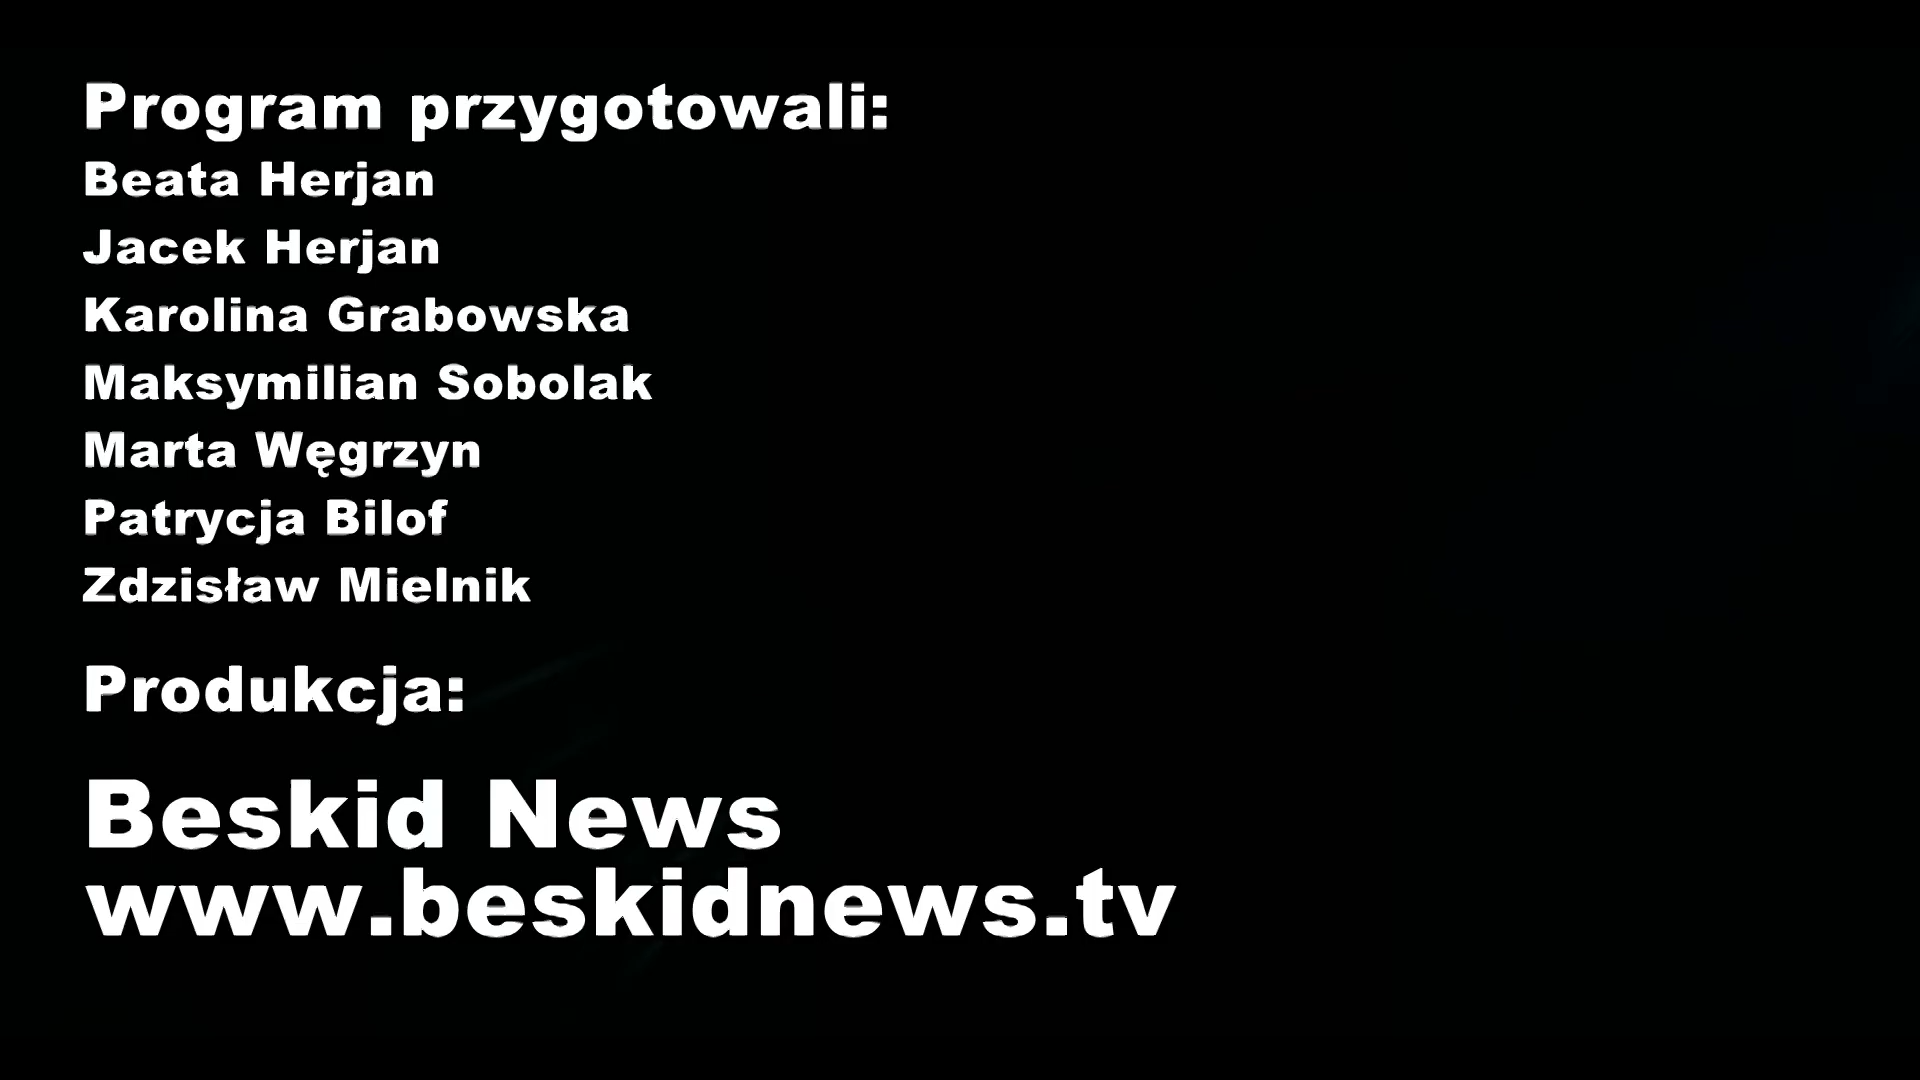 Program przygotowali:
Beata Herjan
Jacek Herjan
Karolina Grabowska
Maksymilian Sobolak
Marta Węgrzyn
Patrycja Bilof
Zdzisław Mielnik
Produkcja:
Beskid News
www.beskidnews.tv